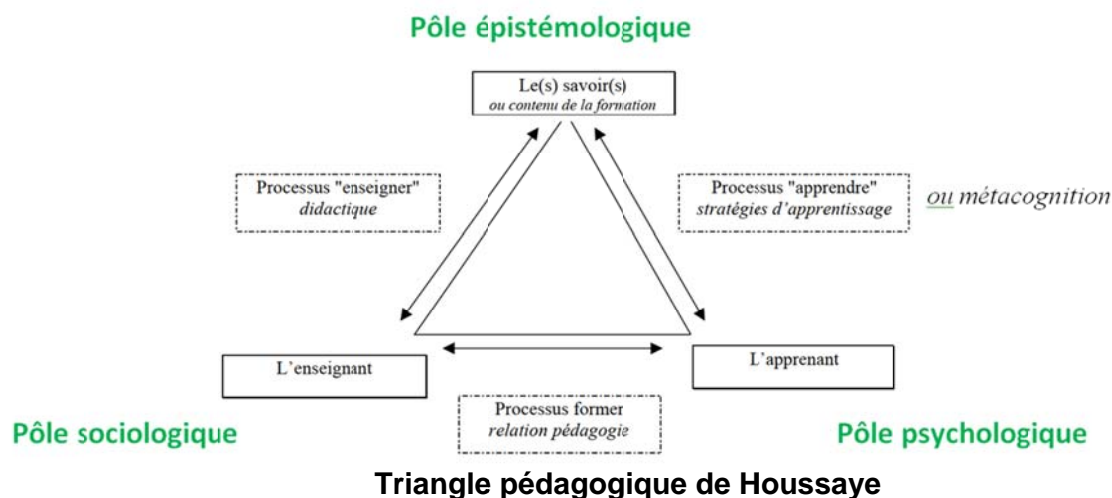 Pôle épistémologique
Le(s) savoir(s)
ou contenu de la formation
Processus "enseigner"
didactique
Processus "apprendre"
stratégies d'apprentissage
ou métacognition
L'enseignant
L'apprenant
Processus former
relation pédagogie
Pôle sociologique
Pôle psychologique
Triangle pédagogique de Houssaye